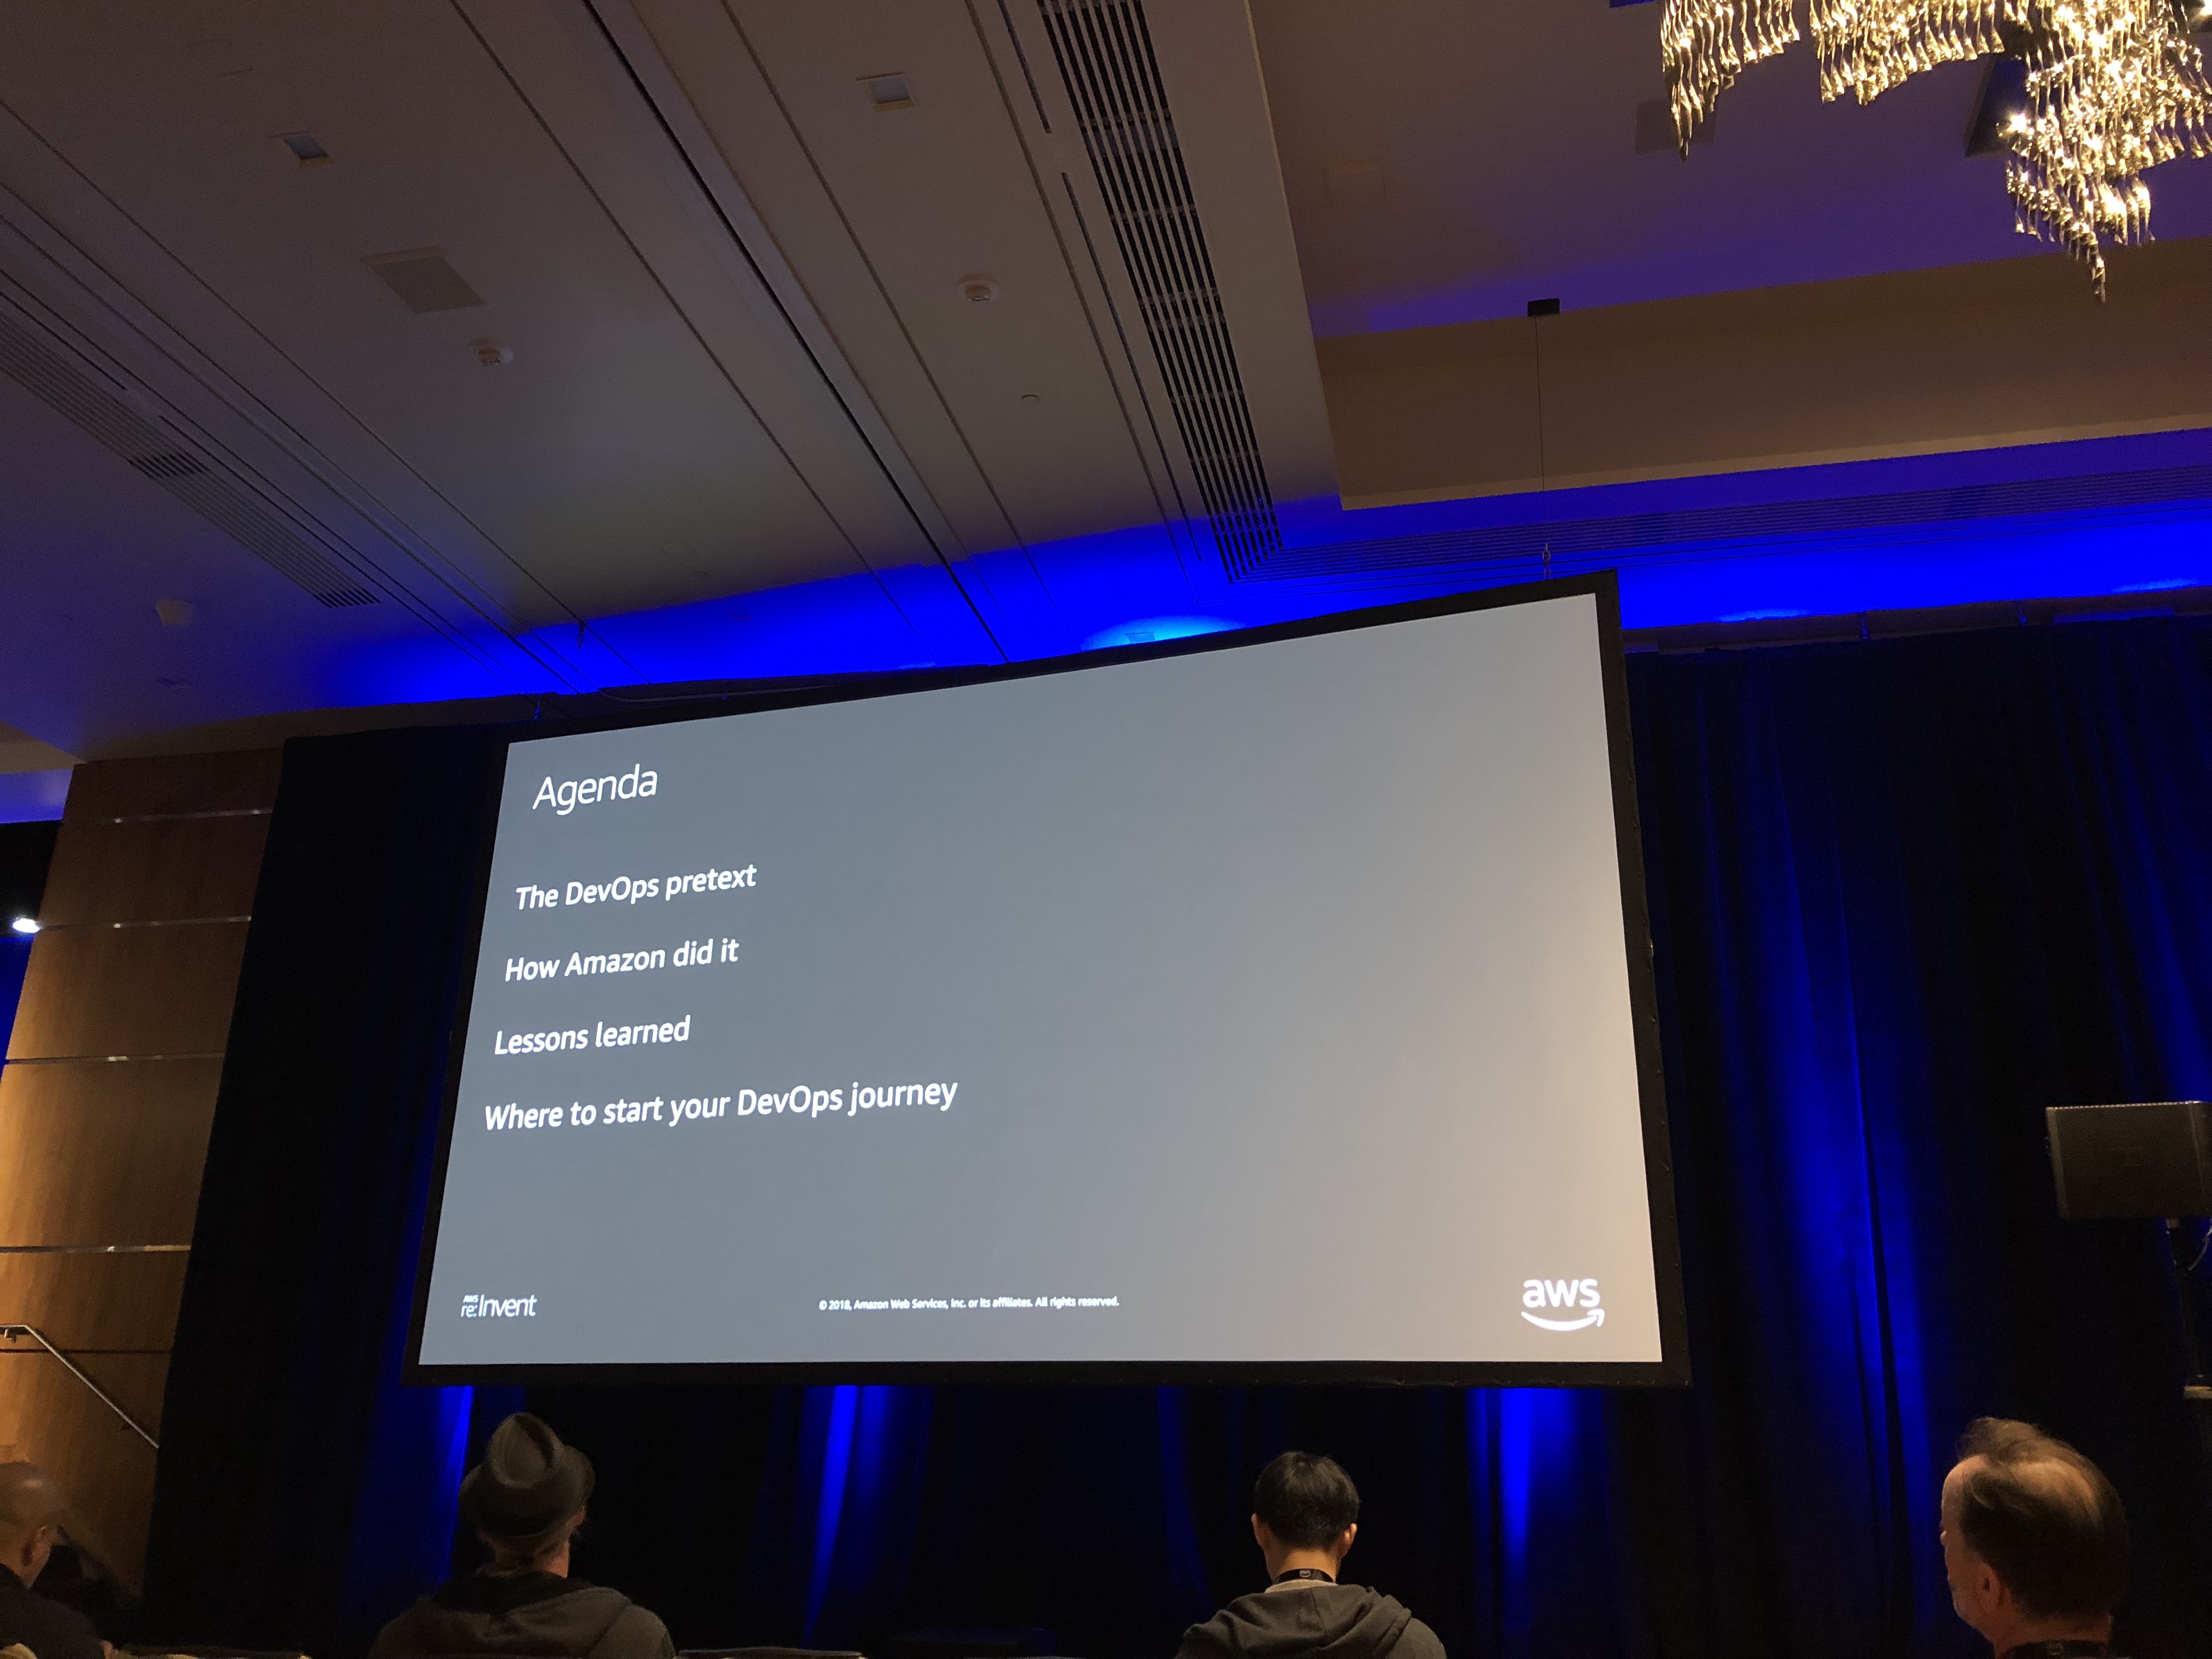 Agenda
The DevOps pretext
How Amazon did it
Lessons learned
Where to start your DevOps journey
AWS
re:Invent
© 2018, Amazon Web Services, Inc. or its affiliates. All rights reserved.
aws